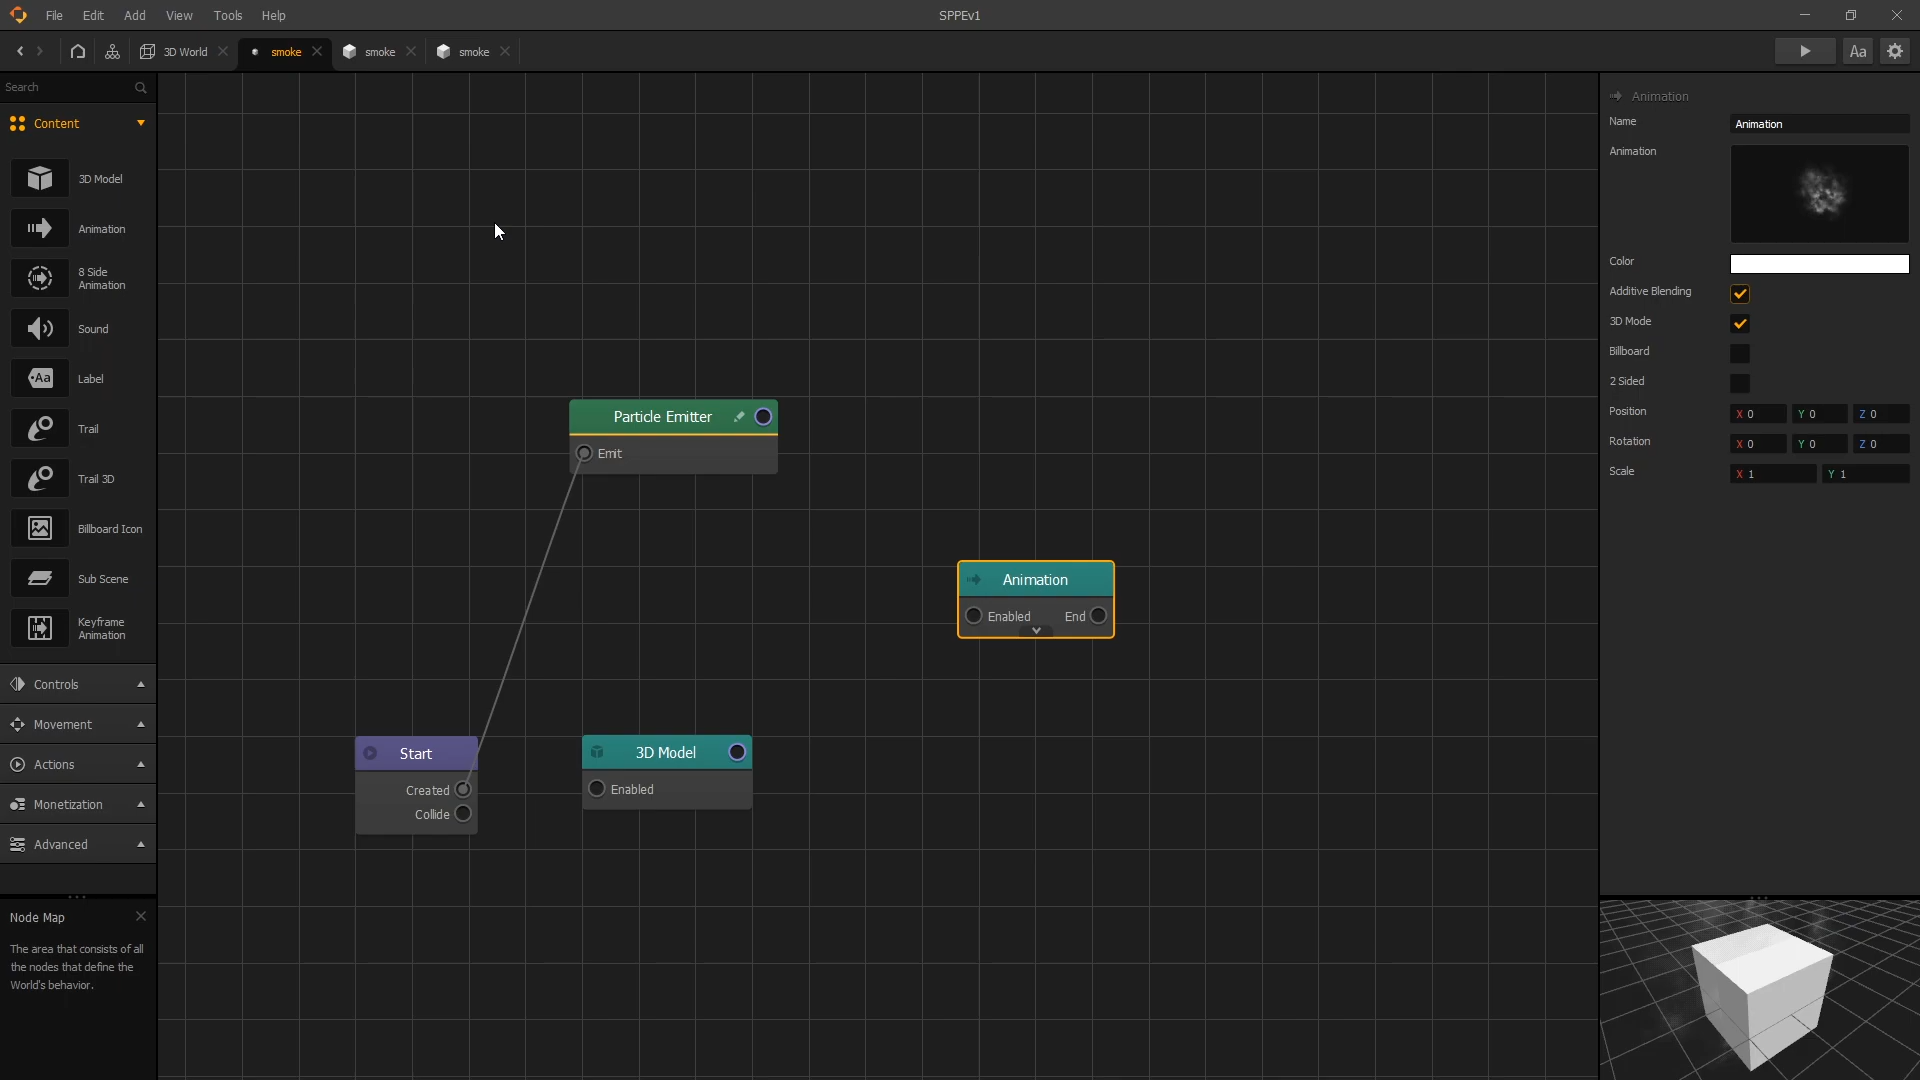 File Edit Add View Tools Help
SPPEv1
3D World
smoke
smoke
smoke
Aa
Search
Content
3D Model
Animation
8 Side
Animation
Sound
Aa
Label
Trail
Trail 3D
Billboard Icon
Sub Scene
Keyframe
Animation
Controls
Movement
Actions
Monetization
Advanced
Node Map
The area that consists of all
the nodes that define the
World's behavior.
Particle Emitter
Emit
Animation
Enabled End
Start
Created
Collide
3D Model
Enabled
Animation
Name Animation
Animation
Color
Additive Blending
3D Mode
Billboard
2 Sided
Position X 0 Y 0 Z 0
Rotation X 0 Y 0 Z 0
Scale X 1 Y 1